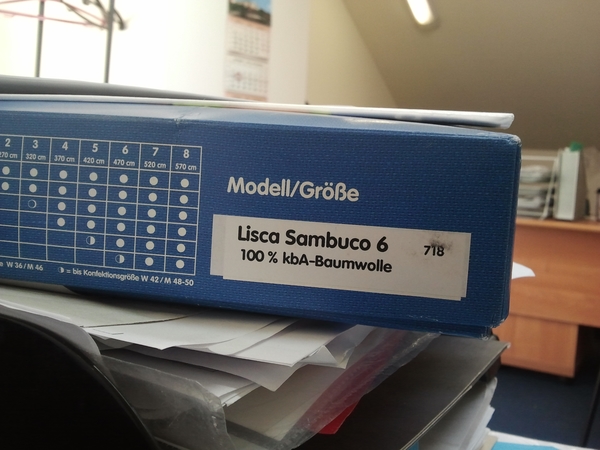 2 3 4 5 6 7 8
270 cm 320 cm 370 cm 420 cm 470 cm 520 cm 570 cm
Modell/Größe
Lisca Sambuco 6 718
100 % kbA-Baumwolle
W 36/M 46 = bis Konfektionsgröße W 42/M 48-50